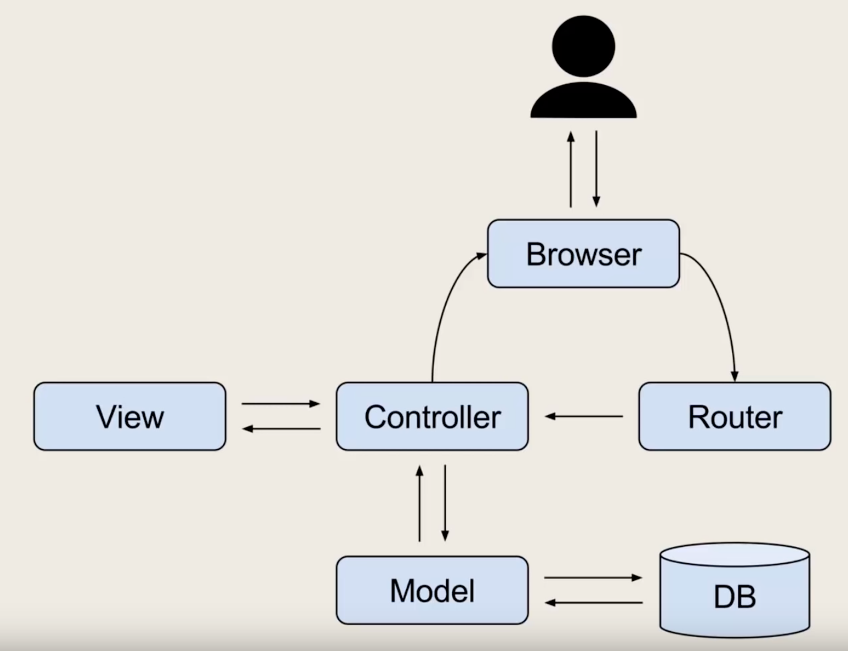 Browser
View
Controller
Router
Model
DB